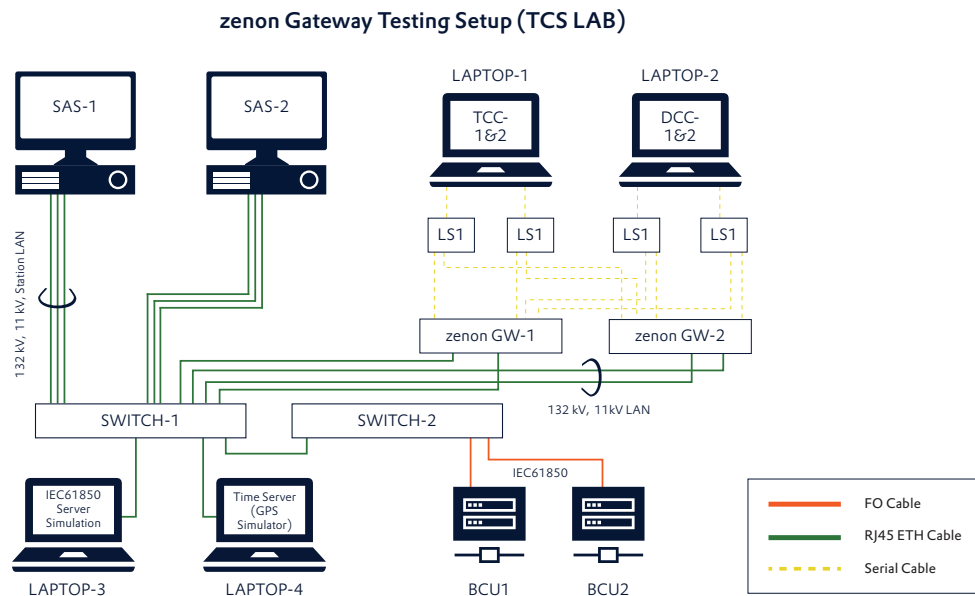 zenon Gateway Testing Setup (TCS LAB)
LAPTOP-1
LAPTOP-2
SAS-1
SAS-2
TCC-
1&2
DCC-
1&2
LS1
LS1
LS1
LS1
132 kV, 11 kV, Station LAN
zenon GW-1
zenon GW-2
132 kV, 11kV LAN
SWITCH-1
SWITCH-2
IEC61850
IEC61850
Server
Simulation
Time Server
(GPS
Simulator)
LAPTOP-3
LAPTOP-4
BCU1
BCU2
FO Cable
RJ45 ETH Cable
Serial Cable